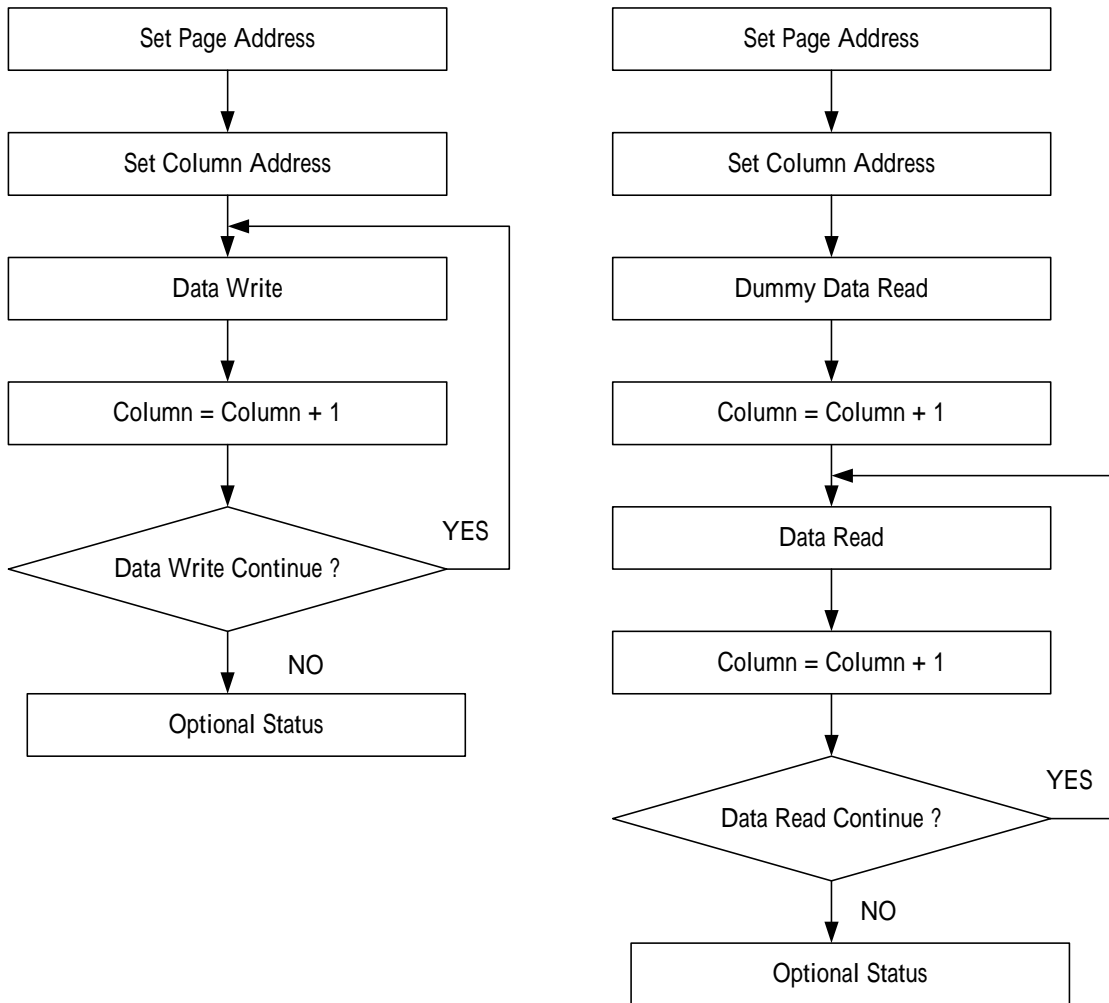 Set Page Address
Set Column Address
Data Write
Column = Column + 1
Data Write Continue ?
YES
NO
Optional Status
Set Page Address
Set Column Address
Dummy Data Read
Column = Column + 1
Data Read
Column = Column + 1
Data Read Continue ?
YES
NO
Optional Status